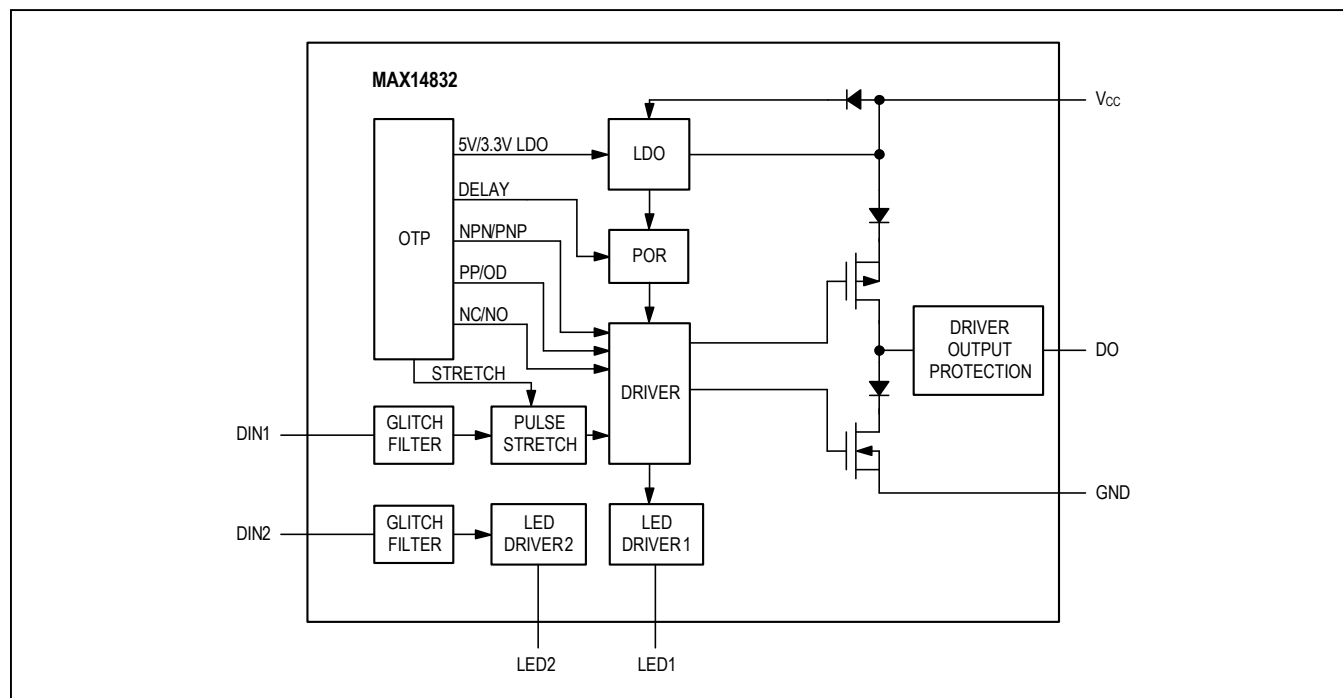 MAX14832
VCC
5V/3.3V LDO
LDO
DELAY
OTP
NPN/PNP
POR
PP/OD
NC/NO
DRIVER
OUTPUT
PROTECTION
DO
STRETCH
DRIVER
DIN1
GLITCH
FILTER
PULSE
STRETCH
GND
DIN2
GLITCH
FILTER
LED
DRIVER2
LED
DRIVER1
LED2
LED1